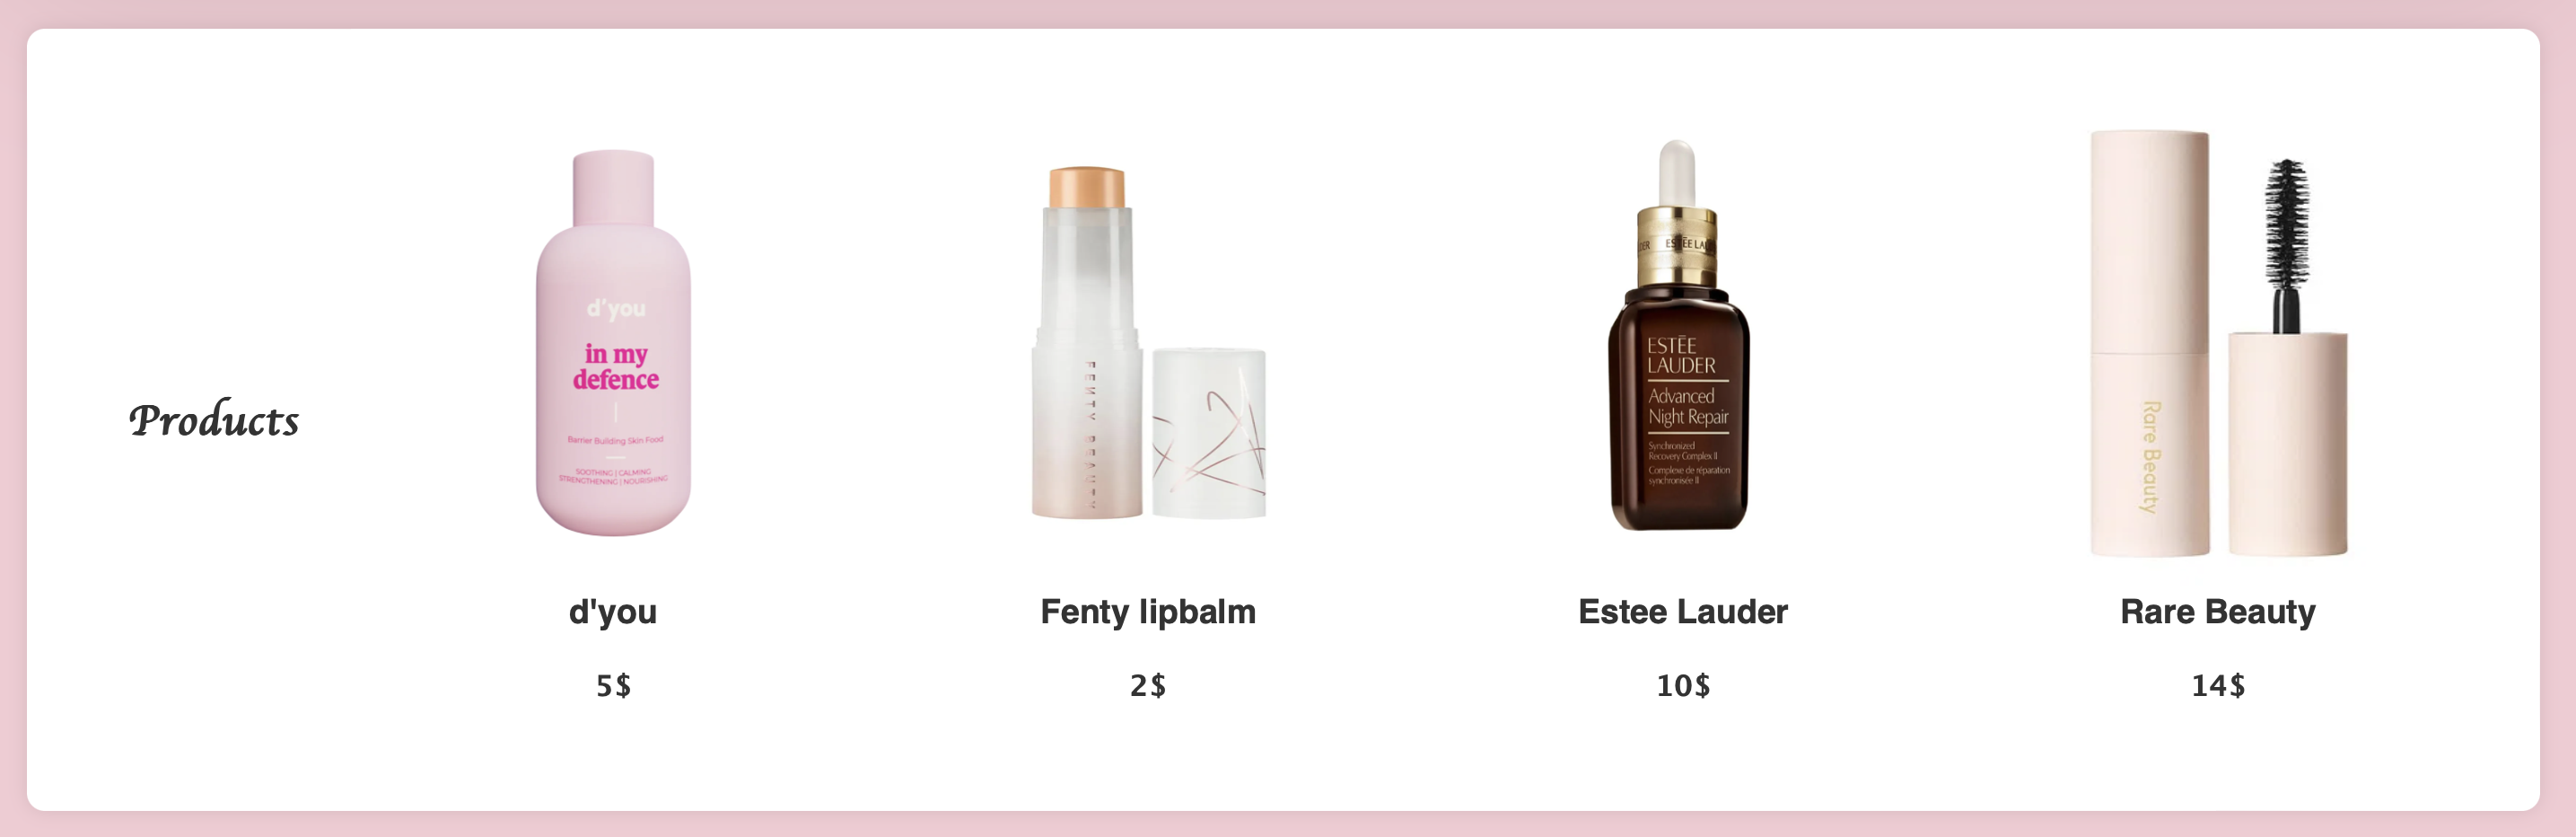 Products
d'you
in my
defence
Barrier Building Skin Food
SOOTHING | CALMING
STRENGTHENING | NOURISHING
d'you
5$
FENTY BEAUTY
Fenty lipbalm
2$
ESTĒE LAU
ESTĒE
LAUDER
Advanced
Night Repair
Synchronized
Recovery Complex II
Complexe de réparation
synchronisée II
Estee Lauder
10$
Rare Beauty
Rare Beauty
14$